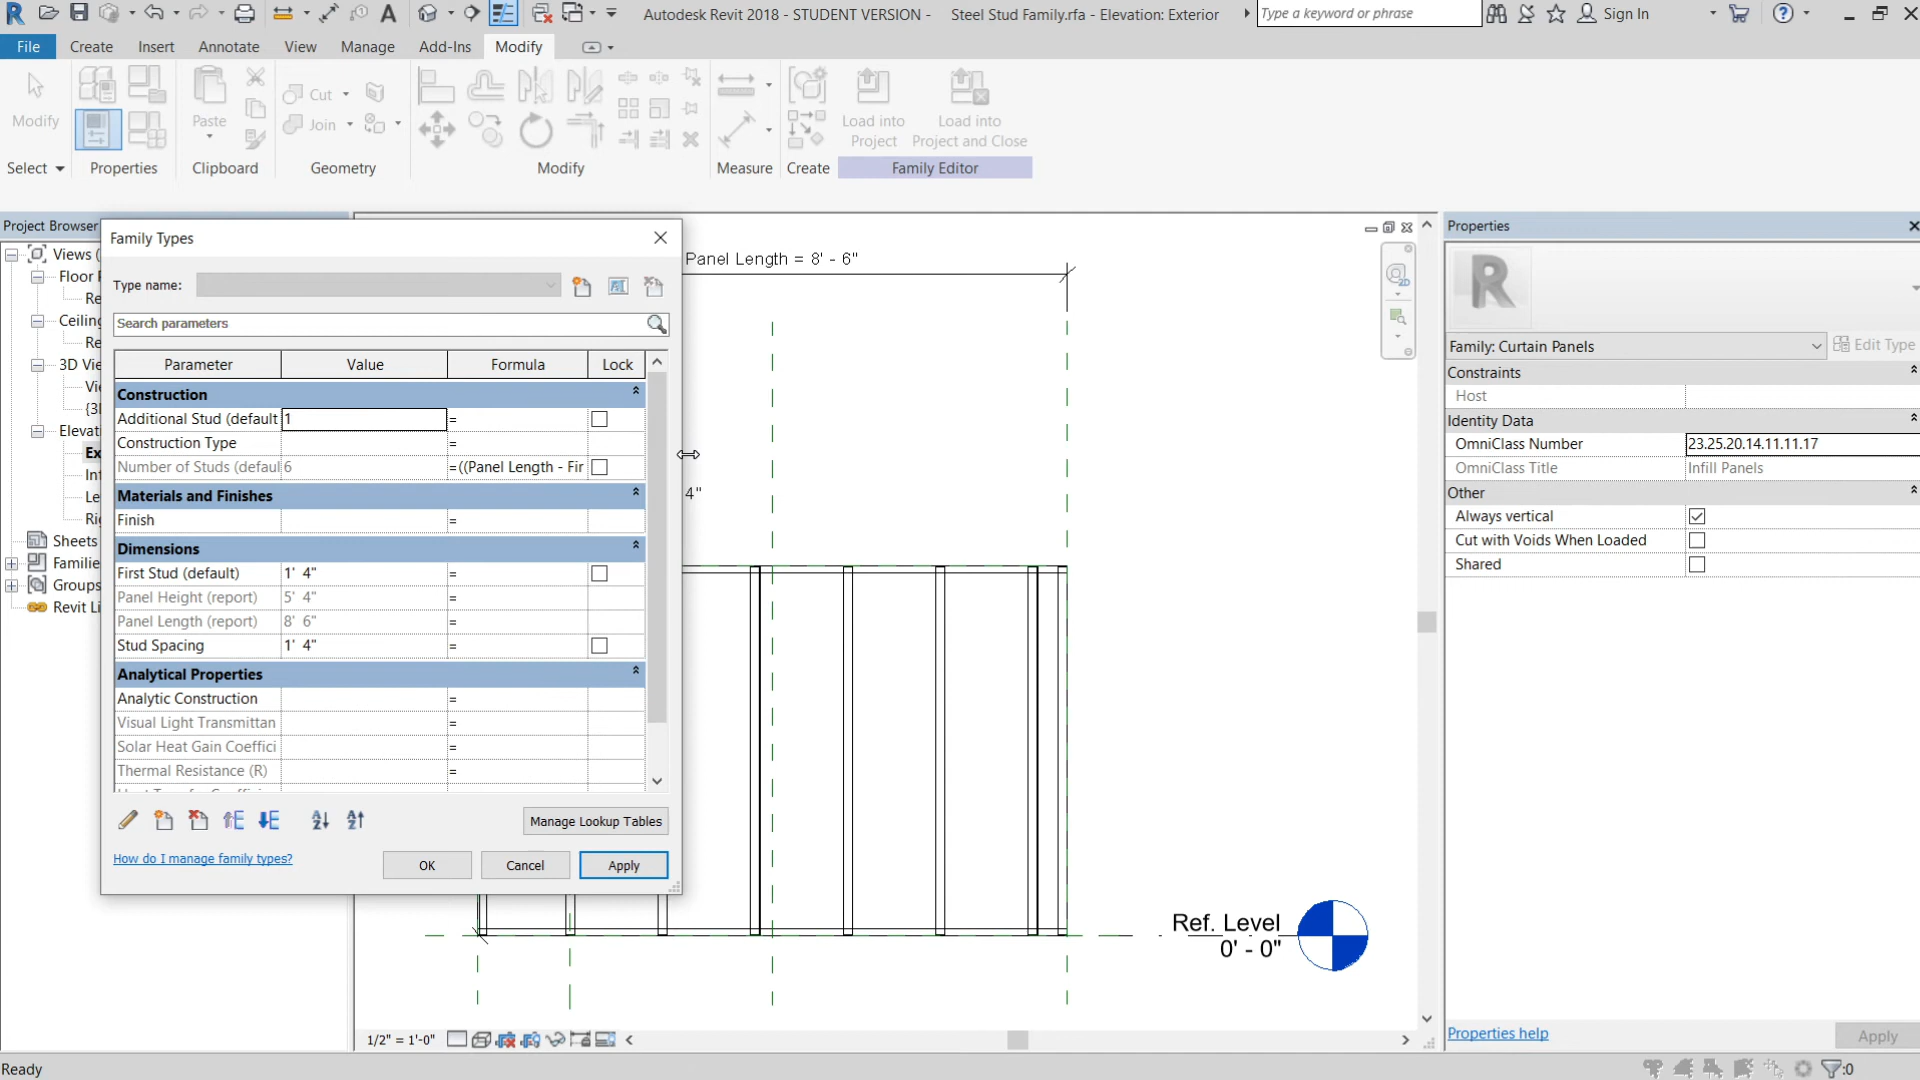 Autodesk Revit 2018 - STUDENT VERSION - Steel Stud Family.rfa - Elevation: Exterior
Type a keyword or phrase
Sign In
File Create Insert Annotate View Manage Add-Ins Modify
Modify
Paste
Cut
Join
Load into Project
Load into Project and Close
Select Properties Clipboard Geometry Modify Measure Create Family Editor
Project Browser
Views (
Floor
Re
Ceiling
Re
3D Vie
Elevat
Ex
Le
Sheets
Familie
Groups
Revit Li
Family Types
Type name:
Search parameters
Parameter Value Formula Lock
Construction
Additional Stud (default 1 =
Construction Type =
Number of Studs (defaul 6 =((Panel Length - Fir
Materials and Finishes
Finish =
Dimensions
First Stud (default) 1' 4" =
Panel Height (report) 5' 4" =
Panel Length (report) 8' 6" =
Stud Spacing 1' 4" =
Analytical Properties
Analytic Construction =
Visual Light Transmittan =
Solar Heat Gain Coeffici =
Thermal Resistance (R) =
Manage Lookup Tables
How do I manage family types?
OK Cancel Apply
Panel Length = 8' - 6"
4"
Ref. Level
0' - 0"
1/2" = 1'-0"
Properties
R
Family: Curtain Panels
Edit Type
Constraints
Host
Identity Data
OmniClass Number 23.25.20.14.11.11.17
OmniClass Title Infill Panels
Other
Always vertical
Cut with Voids When Loaded
Shared
Properties help
Apply
Ready
:0